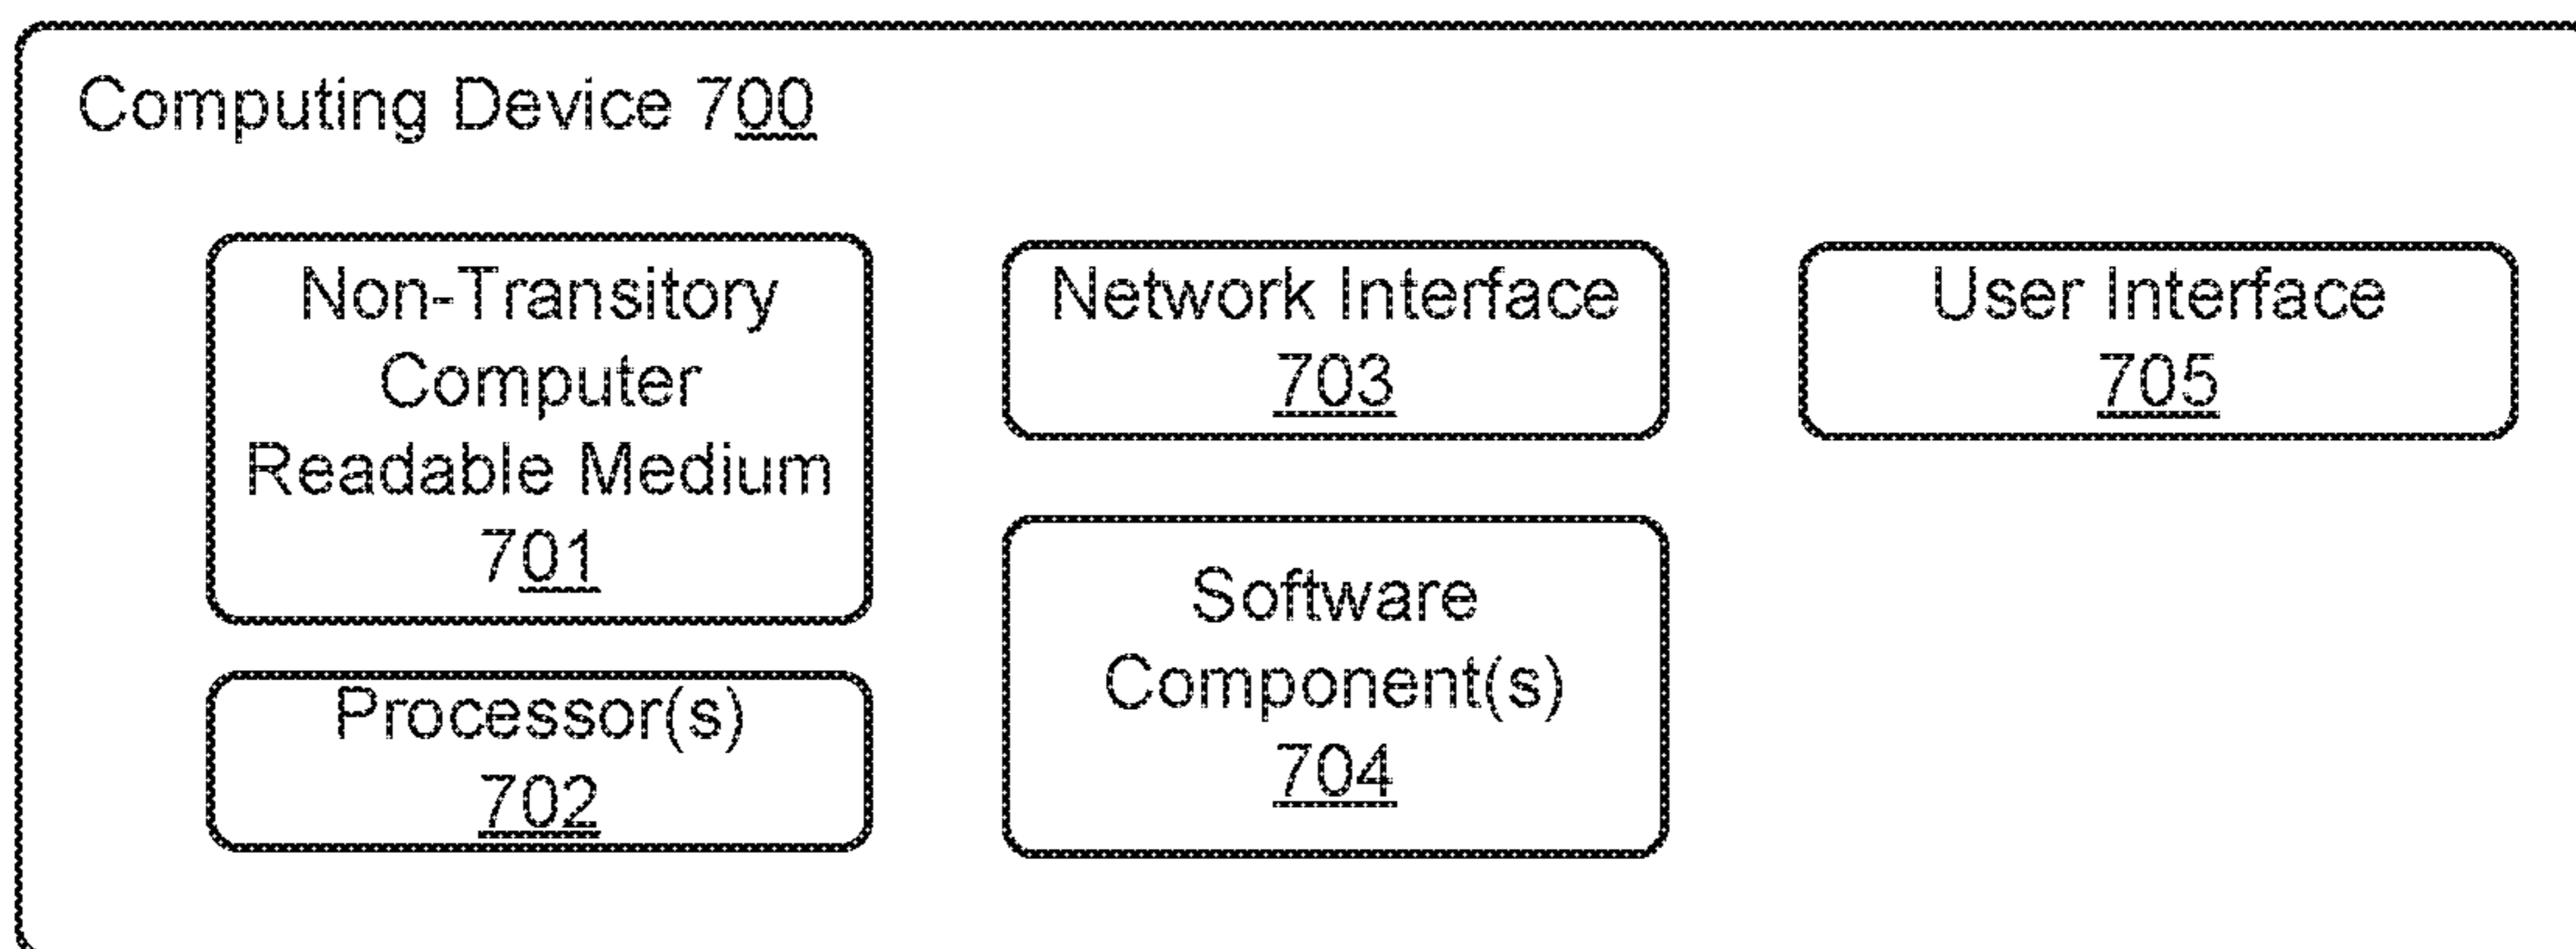 Computing Device 700
Non-Transitory
Computer
Readable Medium
701
Processor(s)
702
Network Interface
703
Software
Component(s)
704
User Interface
705